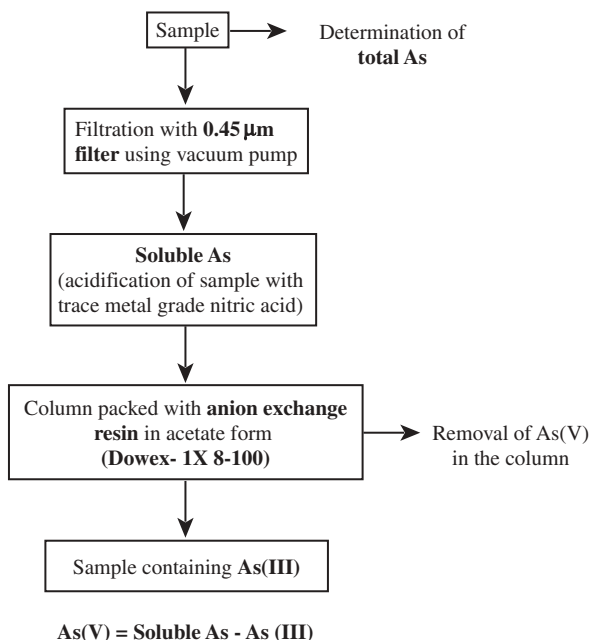 Sample
Determination of
total As
Filtration with 0.45 μm
filter using vacuum pump
Soluble As
(acidification of sample with
trace metal grade nitric acid)
Column packed with anion exchange
resin in acetate form
(Dowex- 1X 8-100)
Removal of As(V)
in the column
Sample containing As(III)
As(V) = Soluble As - As (III)